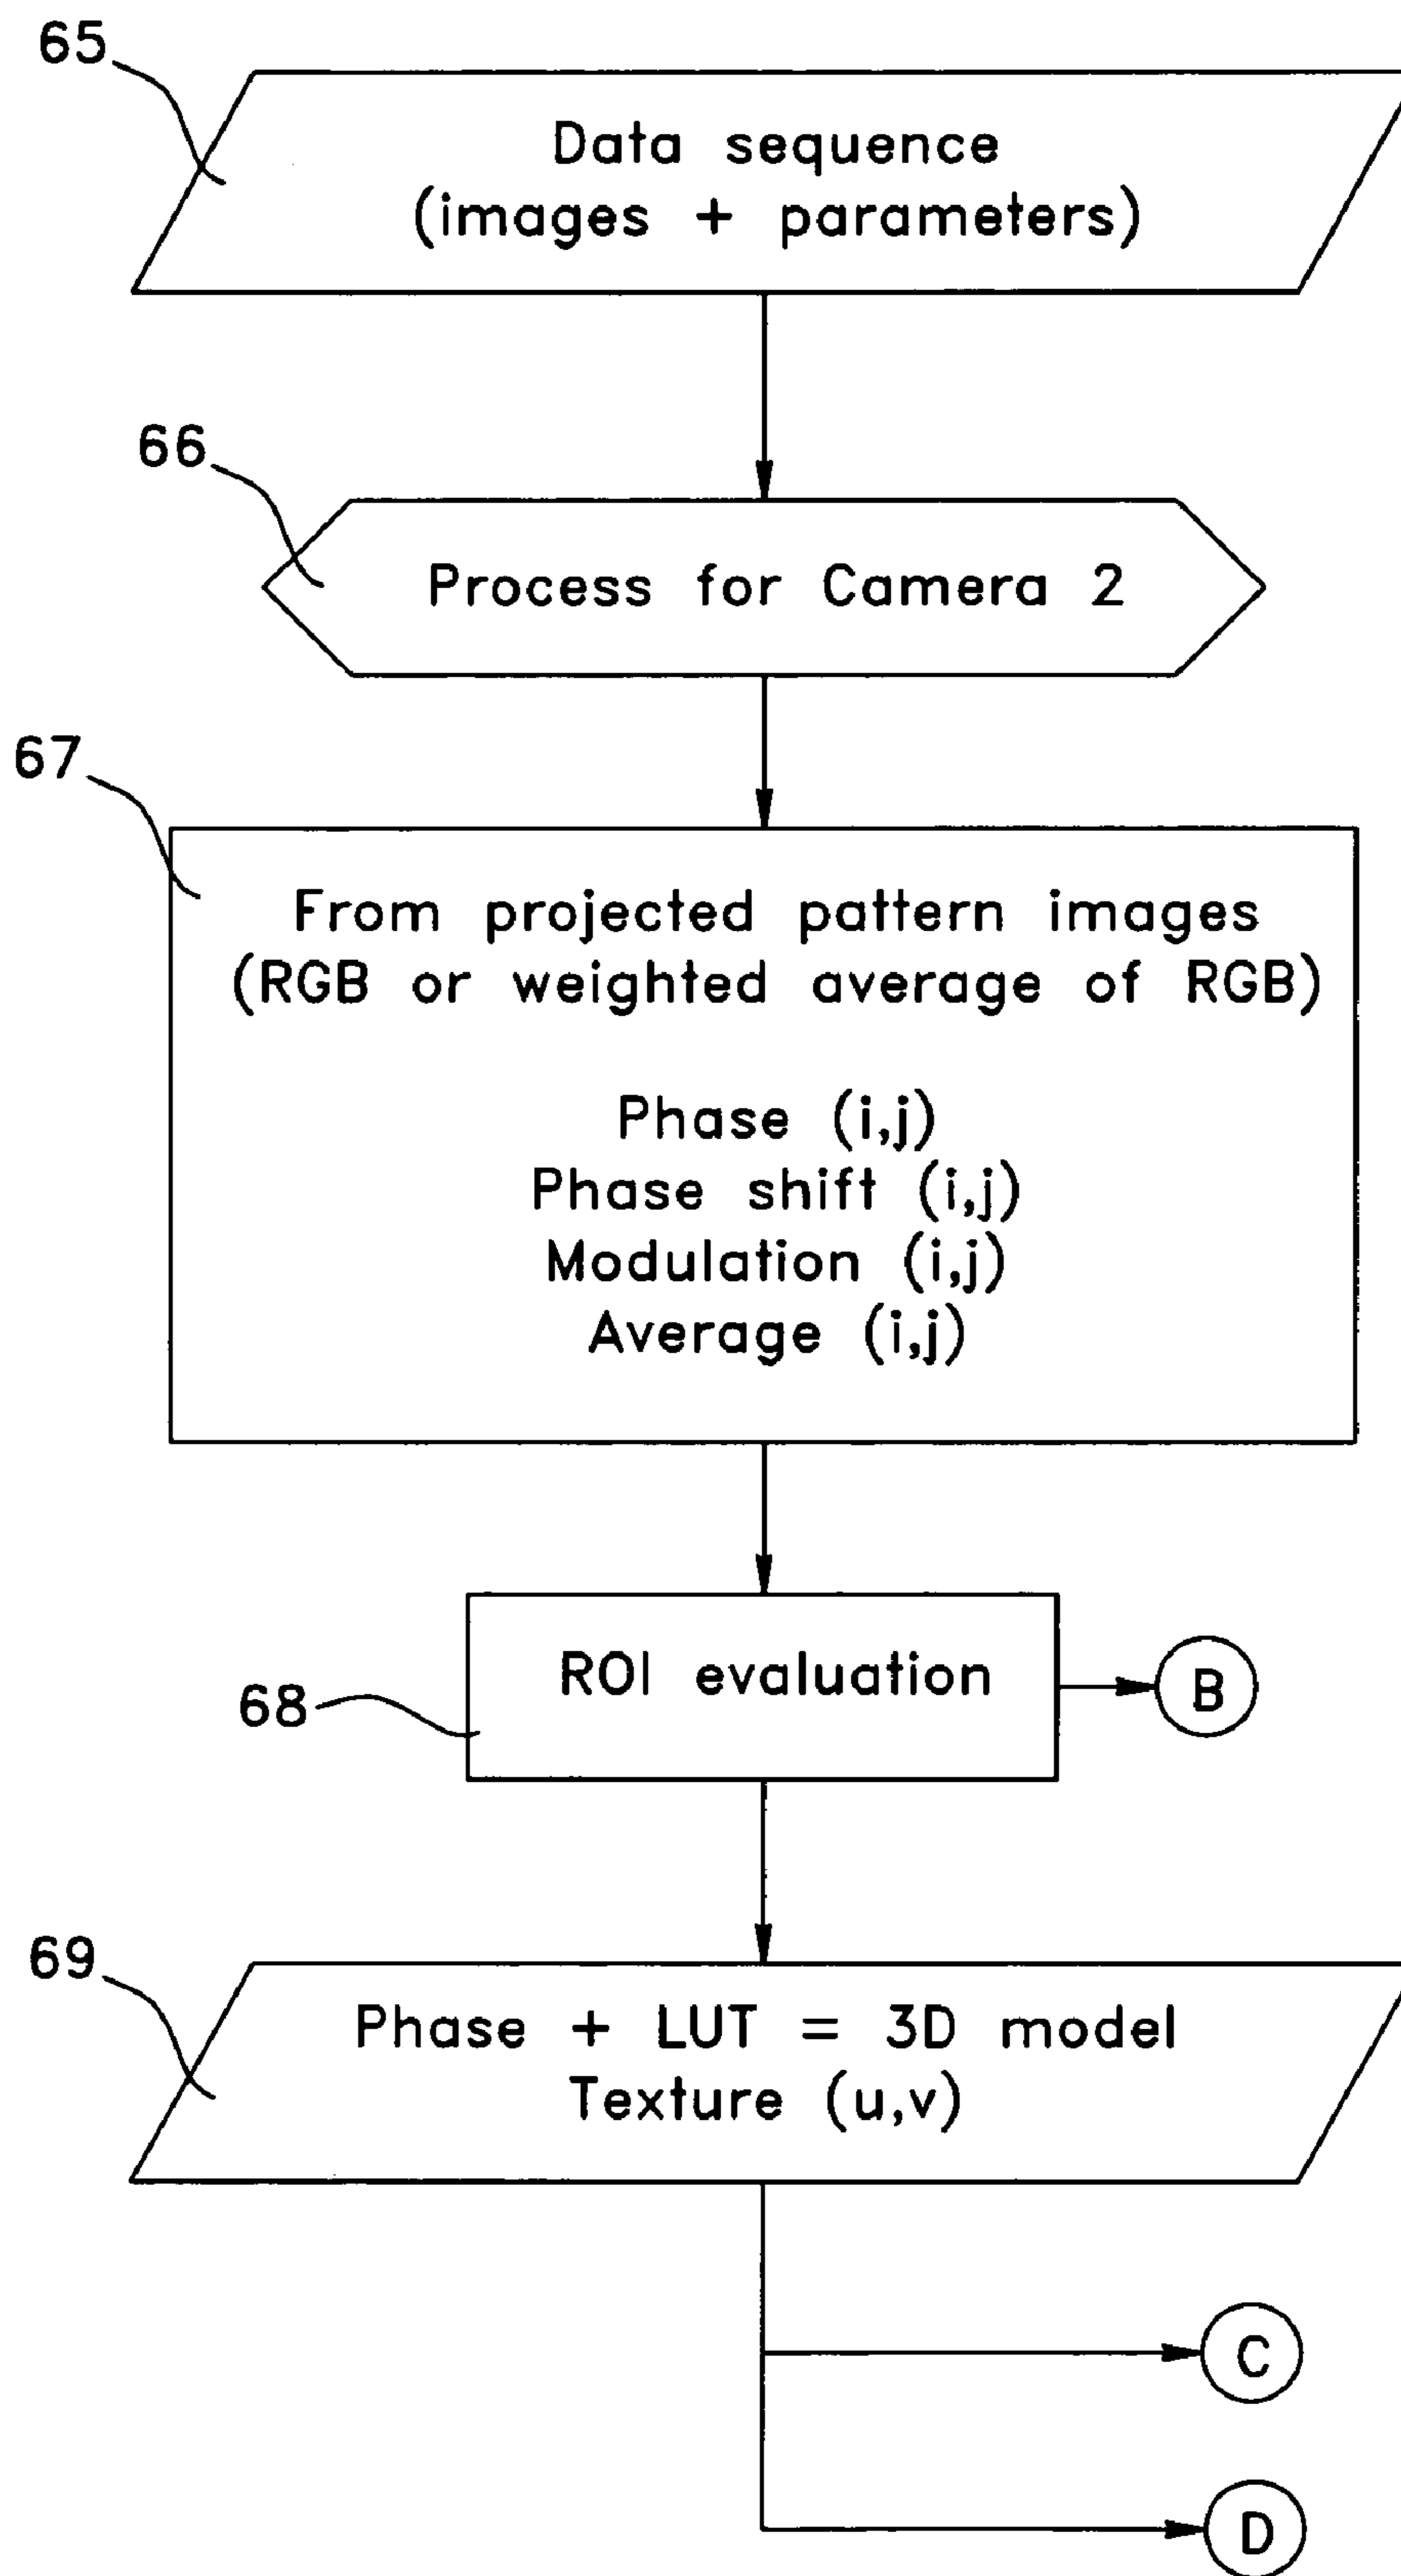 65
Data sequence
(images + parameters)
66
Process for Camera 2
67
From projected pattern images
(RGB or weighted average of RGB)
Phase (i,j)
Phase shift (i,j)
Modulation (i,j)
Average (i,j)
ROI evaluation
B
68
69
Phase + LUT = 3D model
Texture (u,v)
C
D